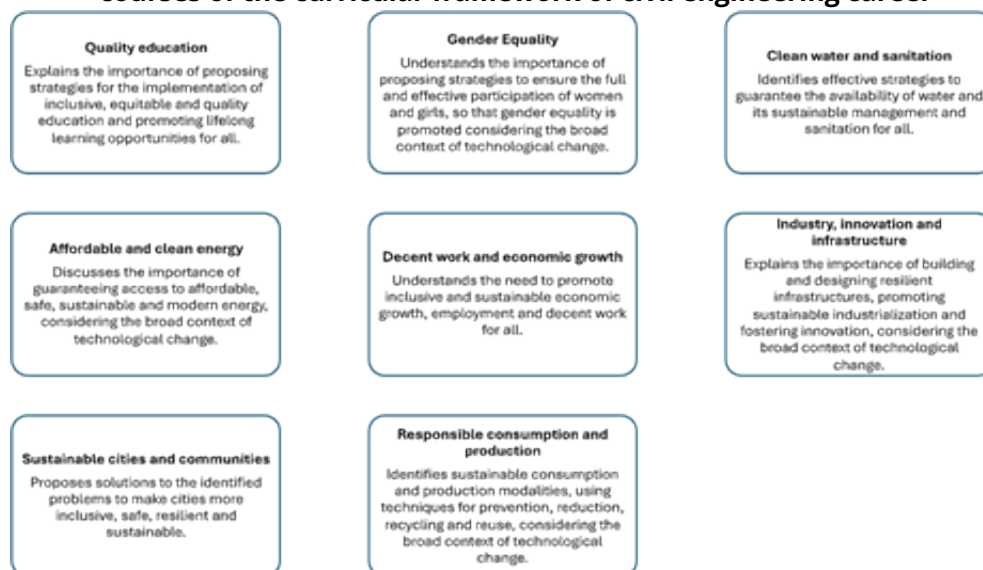 courses of the curricular framework of civil engineering career
Quality education
Explains the importance of proposing
strategies for the implementation of
inclusive, equitable and quality
education and promoting lifelong
learning opportunities for all.
Gender Equality
Understands the importance of
proposing strategies to ensure the full
and effective participation of women
and girls, so that gender equality is
promoted considering the broad
context of technological change.
Clean water and sanitation
Identifies effective strategies to
guarantee the availability of water and
its sustainable management and
sanitation for all.
Affordable and clean energy
Discusses the importance of
guaranteeing access to affordable,
safe, sustainable and modern energy,
considering the broad context of
technological change.
Decent work and economic growth
Understands the need to promote
inclusive and sustainable economic
growth, employment and decent work
for all.
Industry, innovation and
infrastructure
Explains the importance of building
and designing resilient
infrastructures, promoting
sustainable industrialization and
fostering innovation, considering the
broad context of technological
change.
Sustainable cities and communities
Proposes solutions to the identified
problems to make cities more
inclusive, safe, resilient and
sustainable.
Responsible consumption and
production
Identifies sustainable consumption
and production modalities, using
techniques for prevention, reduction,
recycling and reuse, considering the
broad context of technological
change.